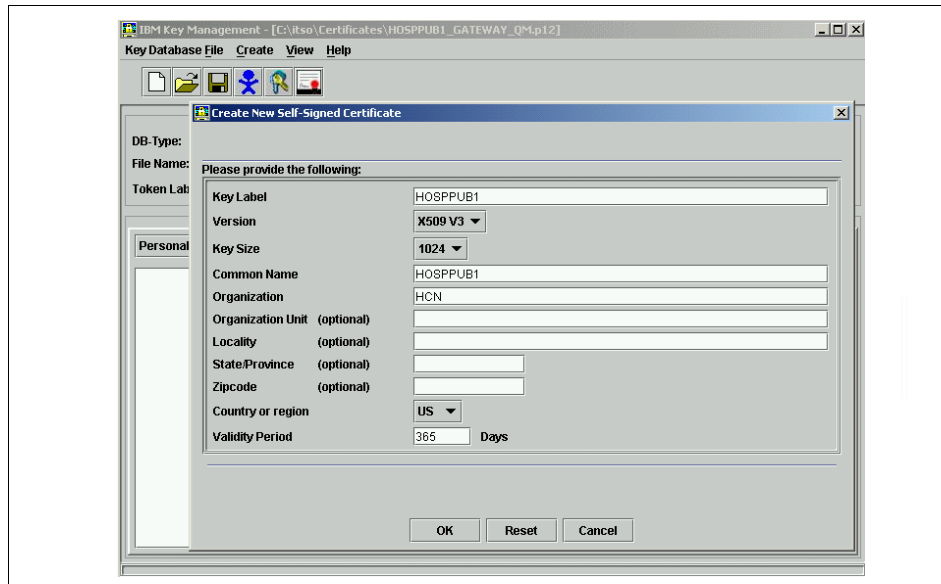 IBM Key Management - [C:\itso\Certificates\HOSPPUB1_GATEWAY_QM.p12]
Key Database File Create View Help
Create New Self-Signed Certificate
DB-Type:
File Name:
Token Lab
Please provide the following:
Key Label HOSPPUB1
Version X509 V3
Personal
Key Size 1024
Common Name HOSPPUB1
Organization HCN
Organization Unit (optional)
Locality (optional)
State/Province (optional)
Zipcode (optional)
Country or region US
Validity Period 365 Days
OK Reset Cancel